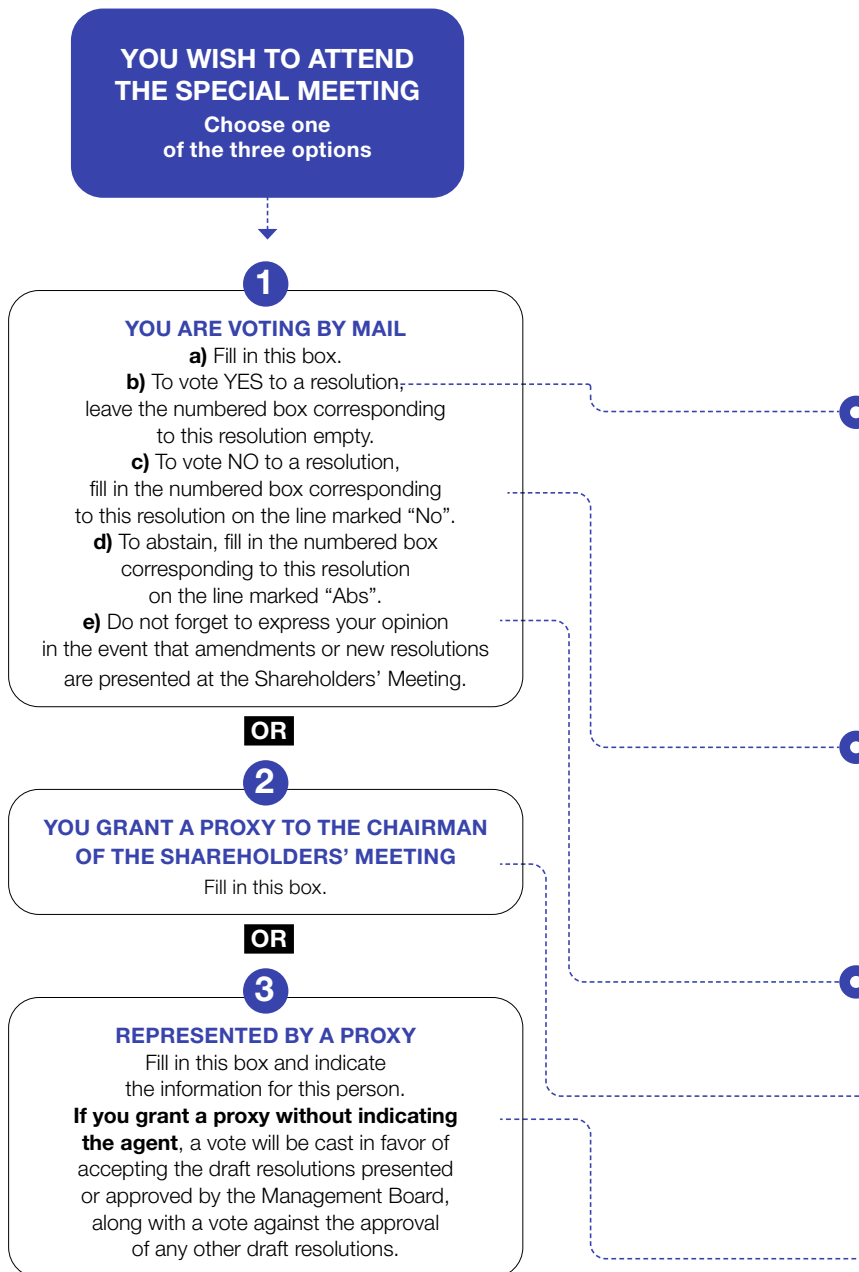 YOU WISH TO ATTEND
THE SPECIAL MEETING
Choose one
of the three options
1
YOU ARE VOTING BY MAIL
a) Fill in this box.
b) To vote YES to a resolution,
leave the numbered box corresponding
to this resolution empty.
c) To vote NO to a resolution,
fill in the numbered box corresponding
to this resolution on the line marked “No”.
d) To abstain, fill in the numbered box
corresponding to this resolution
on the line marked “Abs”.
e) Do not forget to express your opinion
in the event that amendments or new resolutions
are presented at the Shareholders’ Meeting.
OR
2
YOU GRANT A PROXY TO THE CHAIRMAN
OF THE SHAREHOLDERS’ MEETING
Fill in this box.
OR
3
REPRESENTED BY A PROXY
Fill in this box and indicate
the information for this person.
If you grant a proxy without indicating
the agent, a vote will be cast in favor of
accepting the draft resolutions presented
or approved by the Management Board,
along with a vote against the approval
of any other draft resolutions.